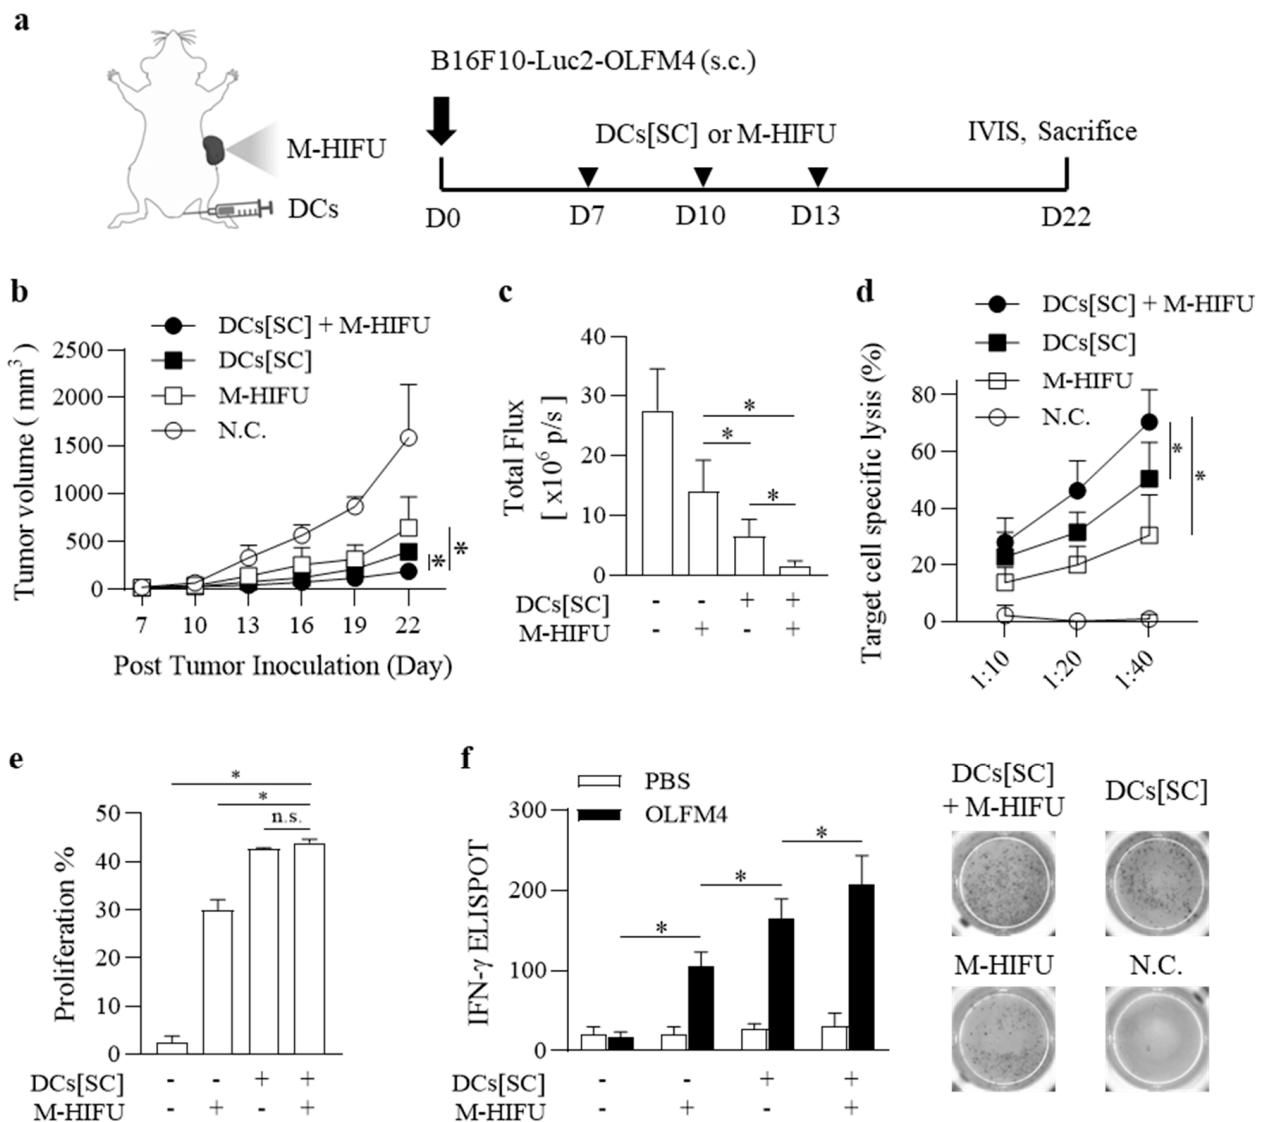 a
B16F10-Luc2-OLFM4 (s.c.)
M-HIFU
DCs
DCs[SC] or M-HIFU
IVIS, Sacrifice
D0 D7 D10 D13 D22
b
DCs[SC] + M-HIFU
DCs[SC]
M-HIFU
N.C.
Tumor volume ( mm³ )
2500
2000
1500
1000
500
0
* *
7 10 13 16 19 22
Post Tumor Inoculation (Day)
c
Total Flux
[ x10⁶ p/s ]
40
30
20
10
0
*
*
*
DCs[SC] - - + +
M-HIFU - + - +
d
DCs[SC] + M-HIFU
DCs[SC]
M-HIFU
N.C.
Target cell specific lysis (%)
80
60
40
20
0
*
*
1:10 1:20 1:40
e
Proliferation %
50
40
30
20
10
0
*
*
n.s.
DCs[SC] - - + +
M-HIFU - + - +
f
PBS
OLFM4
IFN-γ ELISPOT
300
200
100
0
*
*
*
DCs[SC] - - + +
M-HIFU - + - +
DCs[SC]
+ M-HIFU
DCs[SC]
M-HIFU
N.C.